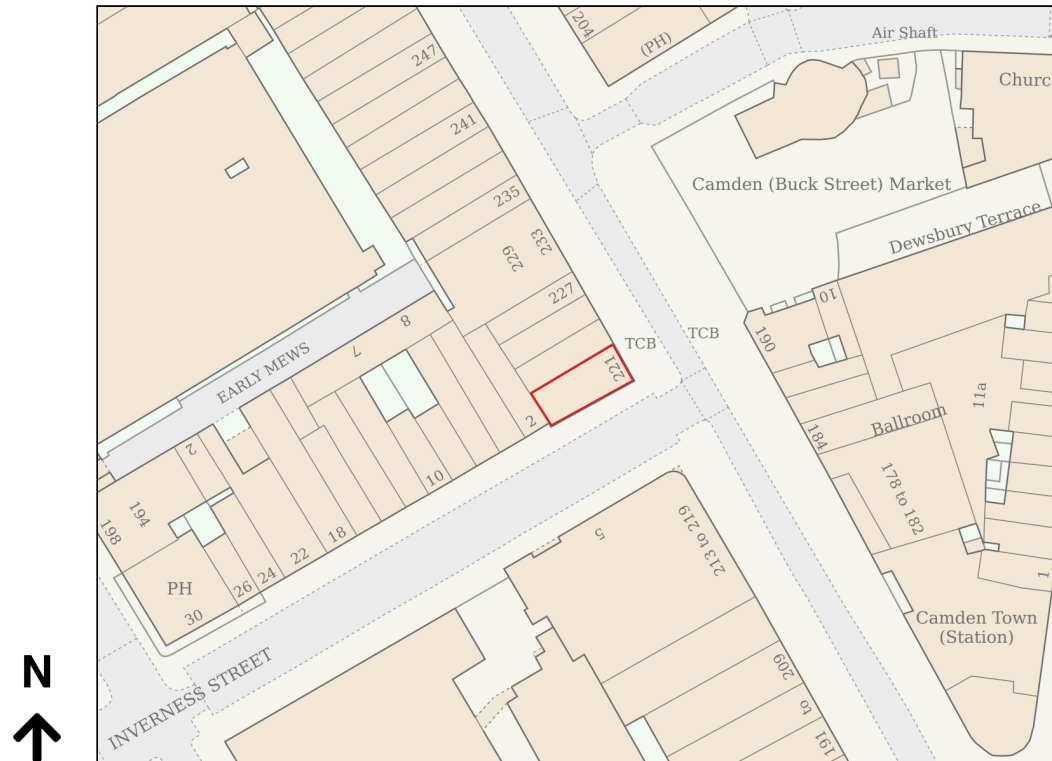 204
(PH)
Air Shaft
247
Churc
241
Camden (Buck Street) Market
235
Dewsbury Terrace
233
229
10
227
190
8
TCB
TCB
7
221
EARLY MEWS
11a
Ballroom
2
184
2
10
178 to 182
194
198
18
5
213 to 219
22
24
PH
26
1
30
Camden Town
(Station)
N
INVERNESS STREET
209
to
191